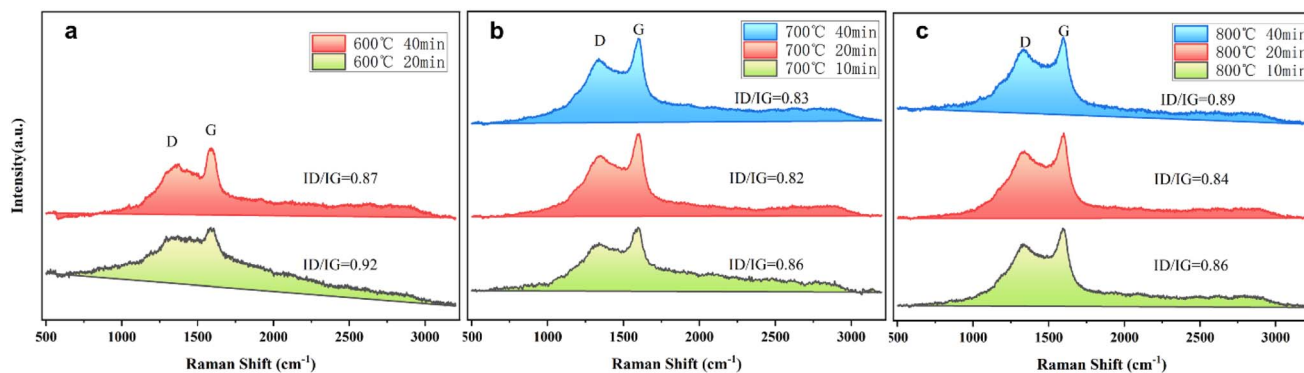 a
600℃ 40min
600℃ 20min
D
G
ID/IG=0.87
ID/IG=0.92
Intensity(a.u.)
500 1000 1500 2000 2500 3000
Raman Shift (cm⁻¹)
b
700℃ 40min
700℃ 20min
700℃ 10min
D
G
ID/IG=0.83
ID/IG=0.82
ID/IG=0.86
500 1000 1500 2000 2500 3000
Raman Shift (cm⁻¹)
c
800℃ 40min
800℃ 20min
800℃ 10min
D
G
ID/IG=0.89
ID/IG=0.84
ID/IG=0.86
500 1000 1500 2000 2500 3000
Raman Shift (cm⁻¹)